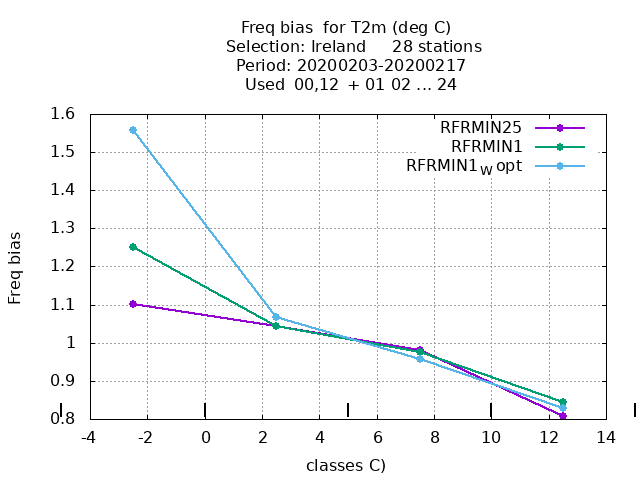 Freq bias  for T2m (deg C)
Selection: Ireland     28 stations
Period: 20200203-20200217
Used  00,12  + 01 02 ... 24
RFRMIN25
RFRMIN1
RFRMIN1W opt
1.6
1.5
1.4
1.3
1.2
1.1
1
0.9
0.8
Freq bias
-4 -2 0 2 4 6 8 10 12 14
classes C)